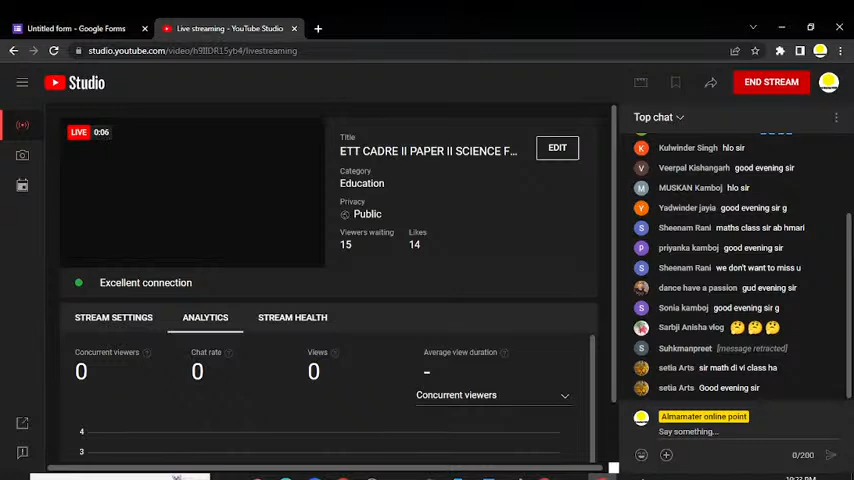 Untitled form - Google Forms
Live streaming - YouTube Studio
studio.youtube.com/video/h9IIDR15yb4/livestreaming
Studio
END STREAM
LIVE 0:06
Title
ETT CADRE II PAPER II SCIENCE F...
EDIT
Category
Education
Privacy
Public
Viewers waiting
Likes
15
14
Excellent connection
STREAM SETTINGS
ANALYTICS
STREAM HEALTH
Concurrent viewers
Chat rate
Views
Average view duration
0
0
0
-
Concurrent viewers
4
3
Top chat
Kulwinder Singh hlo sir
Veerpal Kishangarh good evening sir
MUSKAN Kamboj hlo sir
Yadwinder jayia good evening sir g
Sheenam Rani maths class sir ab hmari
priyanka kamboj good evening sir
Sheenam Rani we don't want to miss u
dance have a passion gud evening sir
Sonia kamboj good evening sir g
Sarbji Anisha vlog 🤔 🤔 🤔
Suhkmanpreet [message retracted]
setia Arts sir math di vi class ha
setia Arts Good evening sir
Almamater online point
Say something...
0/200